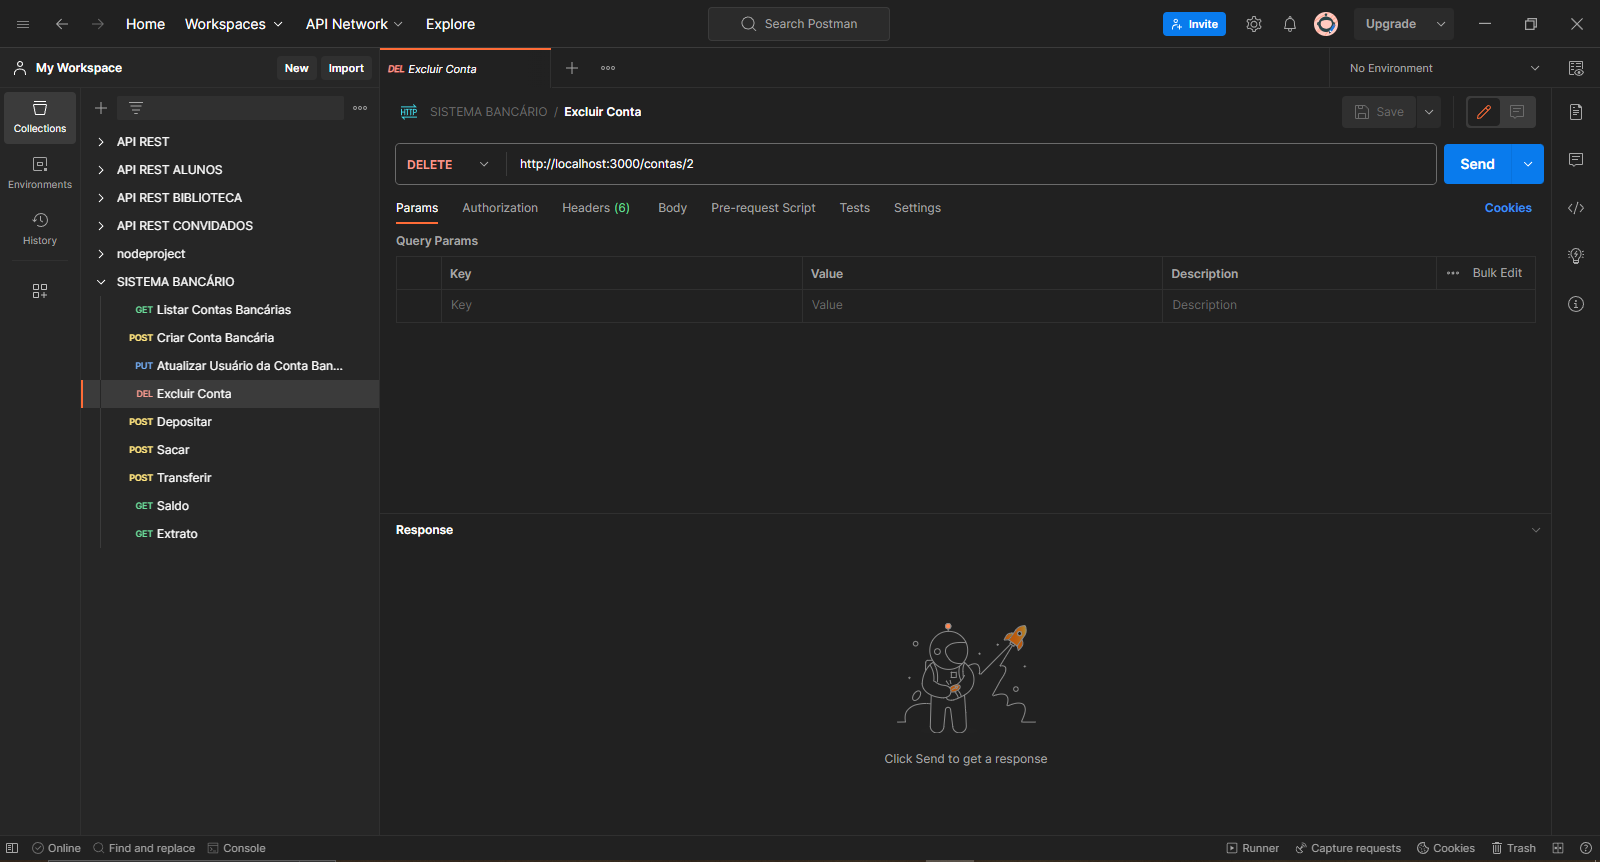 Home Workspaces API Network Explore Search Postman Invite Upgrade
My Workspace New Import DEL Excluir Conta No Environment
Collections
Environments
History
API REST
API REST ALUNOS
API REST BIBLIOTECA
API REST CONVIDADOS
nodeproject
SISTEMA BANCÁRIO
GET Listar Contas Bancárias
POST Criar Conta Bancária
PUT Atualizar Usuário da Conta Ban...
DEL Excluir Conta
POST Depositar
POST Sacar
POST Transferir
GET Saldo
GET Extrato
HTTP SISTEMA BANCÁRIO / Excluir Conta Save
DELETE http://localhost:3000/contas/2 Send
Params Authorization Headers (6) Body Pre-request Script Tests Settings Cookies
Query Params
Key Value Description Bulk Edit
Key Value Description
Response
Click Send to get a response
Online Find and replace Console Runner Capture requests Cookies Trash